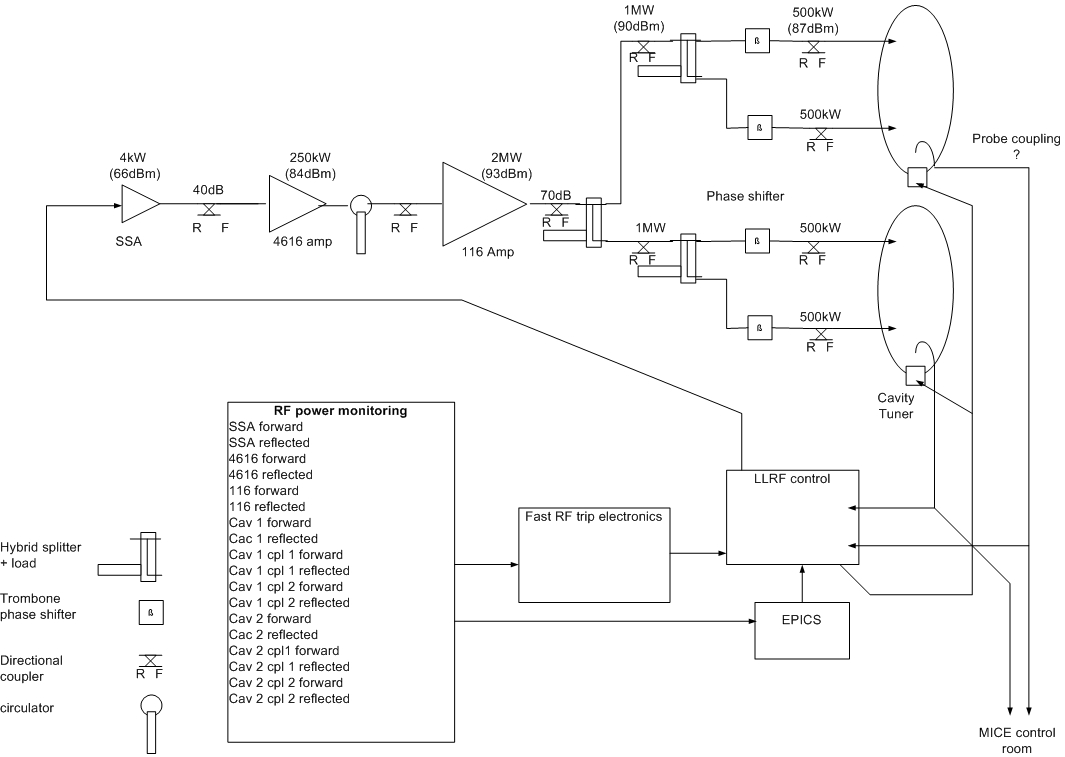 1MW
(90dBm)
500kW
(87dBm)
R F
ß
R F
500kW
ß
R F
Probe coupling
?
4kW
(66dBm)
40dB
R F
SSA
250kW
(84dBm)
4616 amp
R F
2MW
(93dBm)
116 Amp
70dB
R F
Phase shifter
1MW
R F
ß
500kW
R F
500kW
ß
R F
Cavity
Tuner
RF power monitoring
SSA forward
SSA reflected
4616 forward
4616 reflected
116 forward
116 reflected
Cav 1 forward
Cac 1 reflected
Cav 1 cpl 1 forward
Cav 1 cpl 1 reflected
Cav 1 cpl 2 forward
Cav 1 cpl 2 reflected
Cav 2 forward
Cac 2 reflected
Cav 2 cpl1 forward
Cav 2 cpl 1 reflected
Cav 2 cpl 2 forward
Cav 2 cpl 2 reflected
Fast RF trip electronics
LLRF control
EPICS
Hybrid splitter
+ load
Trombone
phase shifter
ß
Directional
coupler
R F
circulator
MICE control
room